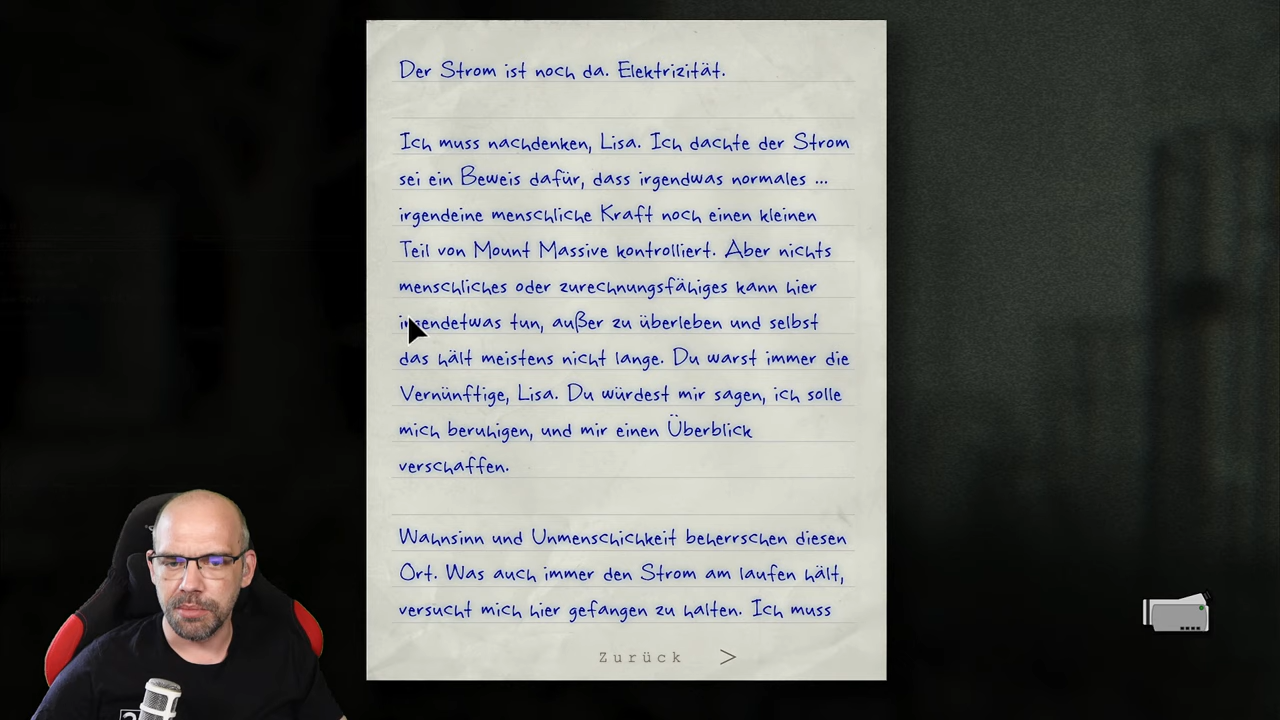 Der Strom ist noch da. Elektrizität.
Ich muss nachdenken, Lisa. Ich dachte der Strom
sei ein Beweis dafür, dass irgendwas normales ...
irgendeine menschliche Kraft noch einen kleinen
Teil von Mount Massive kontrolliert. Aber nichts
menschliches oder zurechnungsfähiges kann hier
irgendetwas tun, außer zu überleben und selbst
das hält meistens nicht lange. Du warst immer die
Vernünftige, Lisa. Du würdest mir sagen, ich solle
mich beruhigen, und mir einen Überblick
verschaffen.
Wahnsinn und Unmenschichkeit beherrschen diesen
Ort. Was auch immer den Strom am laufen hält,
versucht mich hier gefangen zu halten. Ich muss
Zurück >